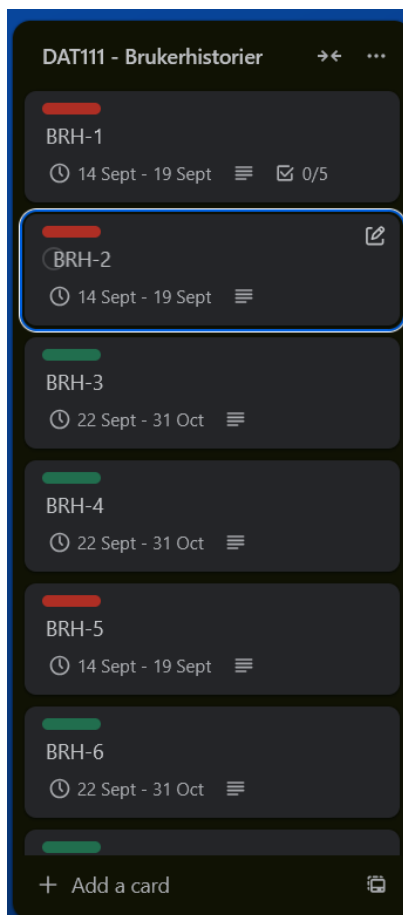 DAT111 - Brukerhistorier
BRH-1
14 Sept - 19 Sept 0/5
BRH-2
14 Sept - 19 Sept
BRH-3
22 Sept - 31 Oct
BRH-4
22 Sept - 31 Oct
BRH-5
14 Sept - 19 Sept
BRH-6
22 Sept - 31 Oct
+ Add a card